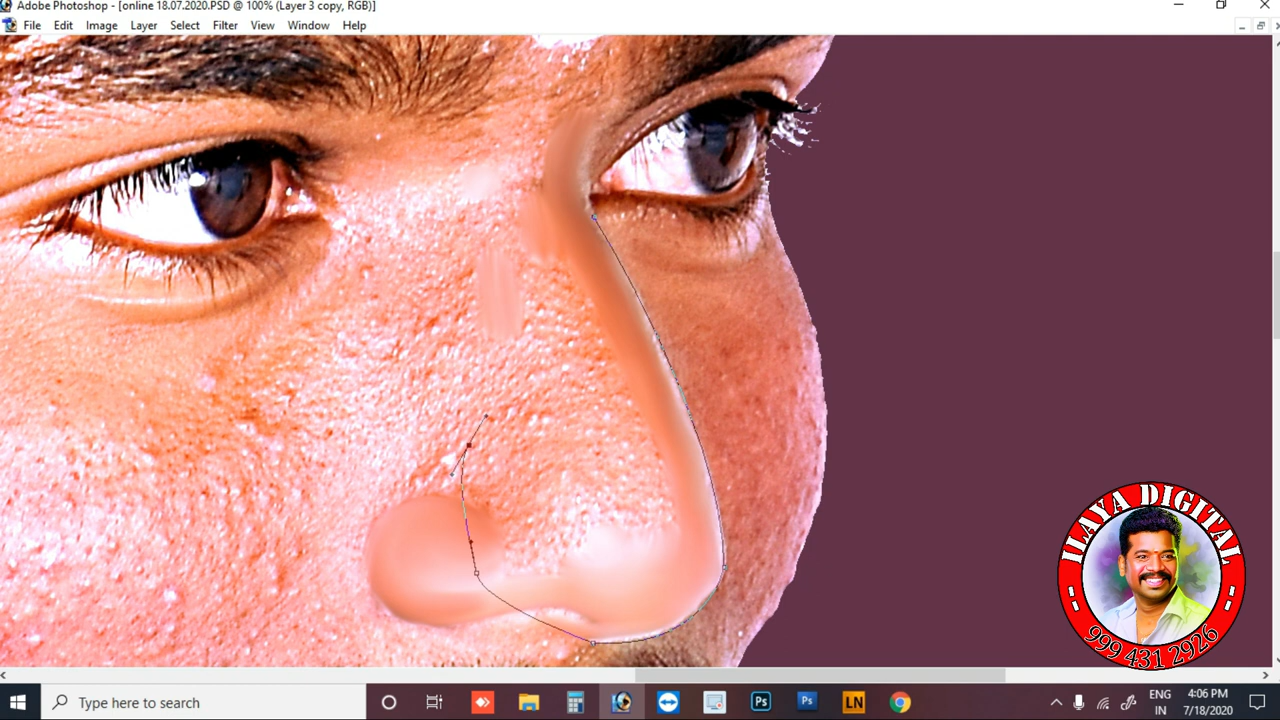 Adobe Photoshop - [online 18.07.2020.PSD @ 100% (Layer 3 copy, RGB)]
File Edit Image Layer Select Filter View Window Help
ILAYA DIGITAL
999 431 2926
Type here to search
Ps
Ps
LN
ENG
IN
4:06 PM
7/18/2020